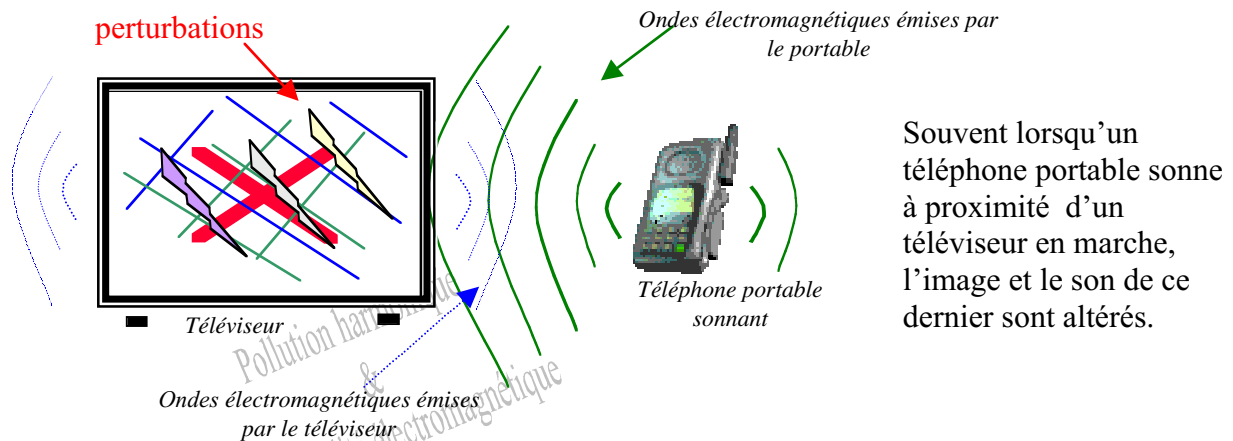 Ondes électromagnétiques émises par
le portable
perturbations
Souvent lorsqu’un
téléphone portable sonne
à proximité d’un
téléviseur en marche,
l’image et le son de ce
dernier sont altérés.
Téléphone portable
sonnant
Téléviseur
Pollution harmonique
&
électromagnétique
Ondes électromagnétiques émises
par le téléviseur